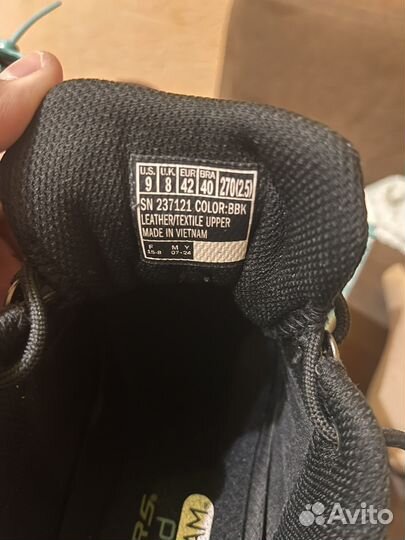 U.S. U.K. EUR BRA
9 8 42 40 270(2.5)
SN 237121 COLOR:BBK
LEATHER/TEXTILE UPPER
MADE IN VIETNAM
F M Y
15-8 07-24
Avito